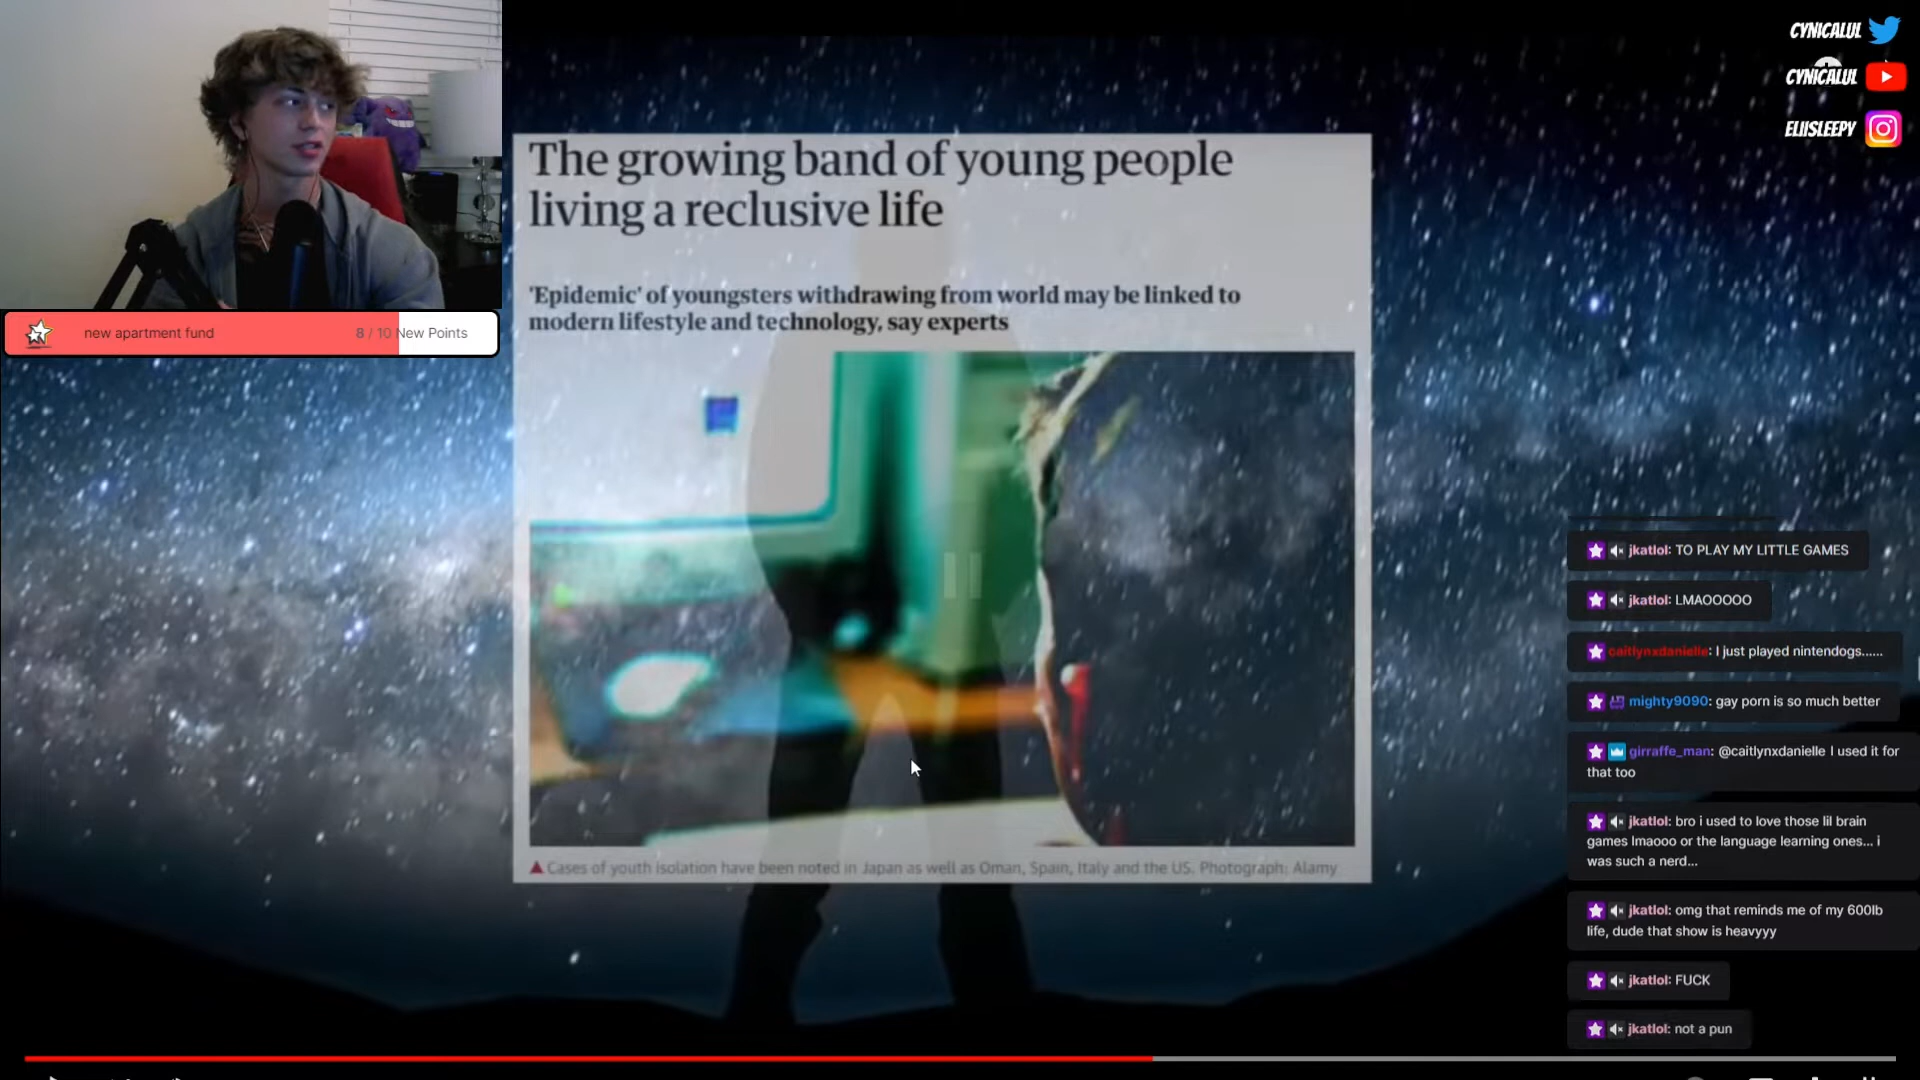 CYNICALUL
CYNICALUL
ELIISLEEPY
The growing band of young people
living a reclusive life
'Epidemic' of youngsters withdrawing from world may be linked to
modern lifestyle and technology, say experts
new apartment fund 8 / 10 New Points
Cases of youth isolation have been noted in Japan as well as Oman, Spain, Italy and the US. Photograph: Alamy
jkatlol: TO PLAY MY LITTLE GAMES
jkatlol: LMAOOOOO
caitlynxdanielle: I just played nintendogs......
mighty9090: gay porn is so much better
girraffe_man: @caitlynxdanielle I used it for
that too
jkatlol: bro i used to love those lil brain
games lmaooo or the language learning ones... i
was such a nerd...
jkatlol: omg that reminds me of my 600lb
life, dude that show is heavyyy
jkatlol: FUCK
jkatlol: not a pun